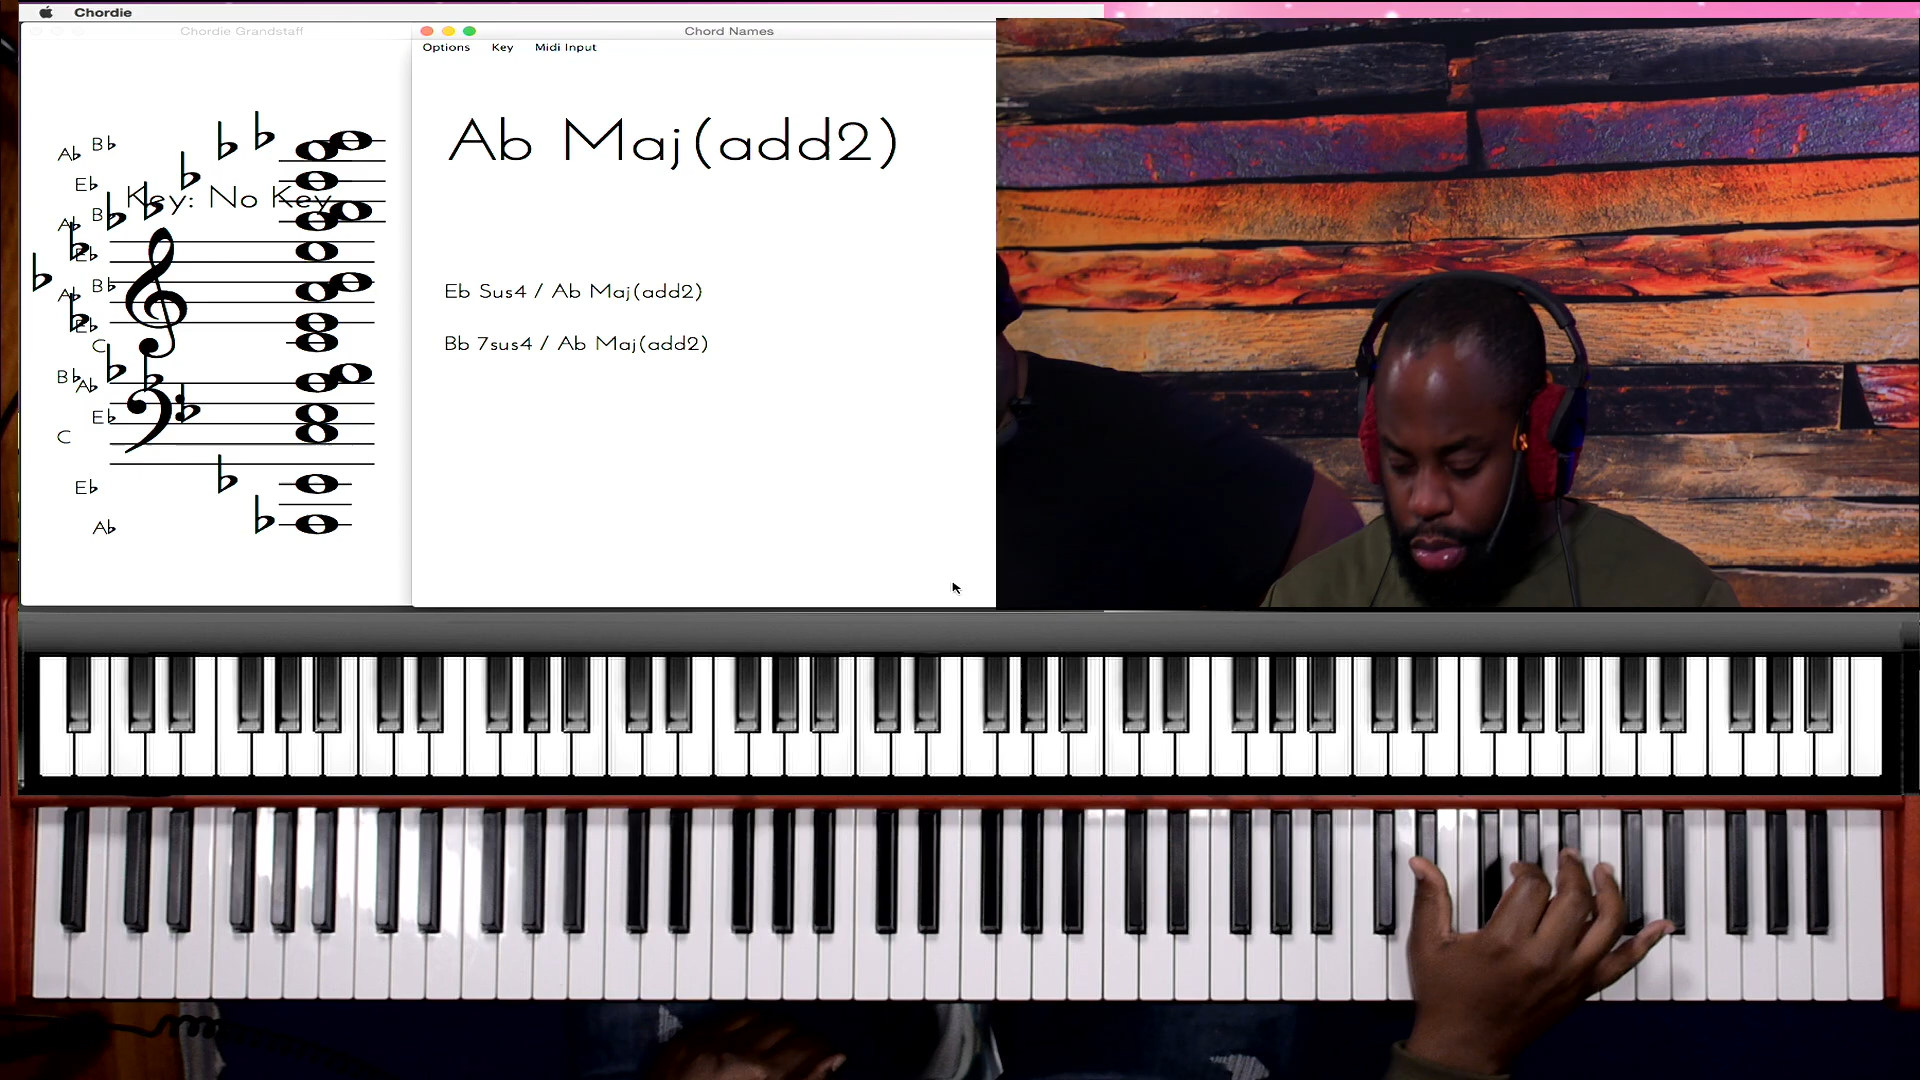 Chordie
Chordie Grandstaff
Chord Names
Options Key Midi Input
Ab Maj(add2)
Eb Sus4 / Ab Maj(add2)
Bb 7sus4 / Ab Maj(add2)
Key: No Key
Ab Bb
Eb
Ab B
Eb
Ab Bb
Eb
C
Bb Ab
Eb
C
Eb
Ab